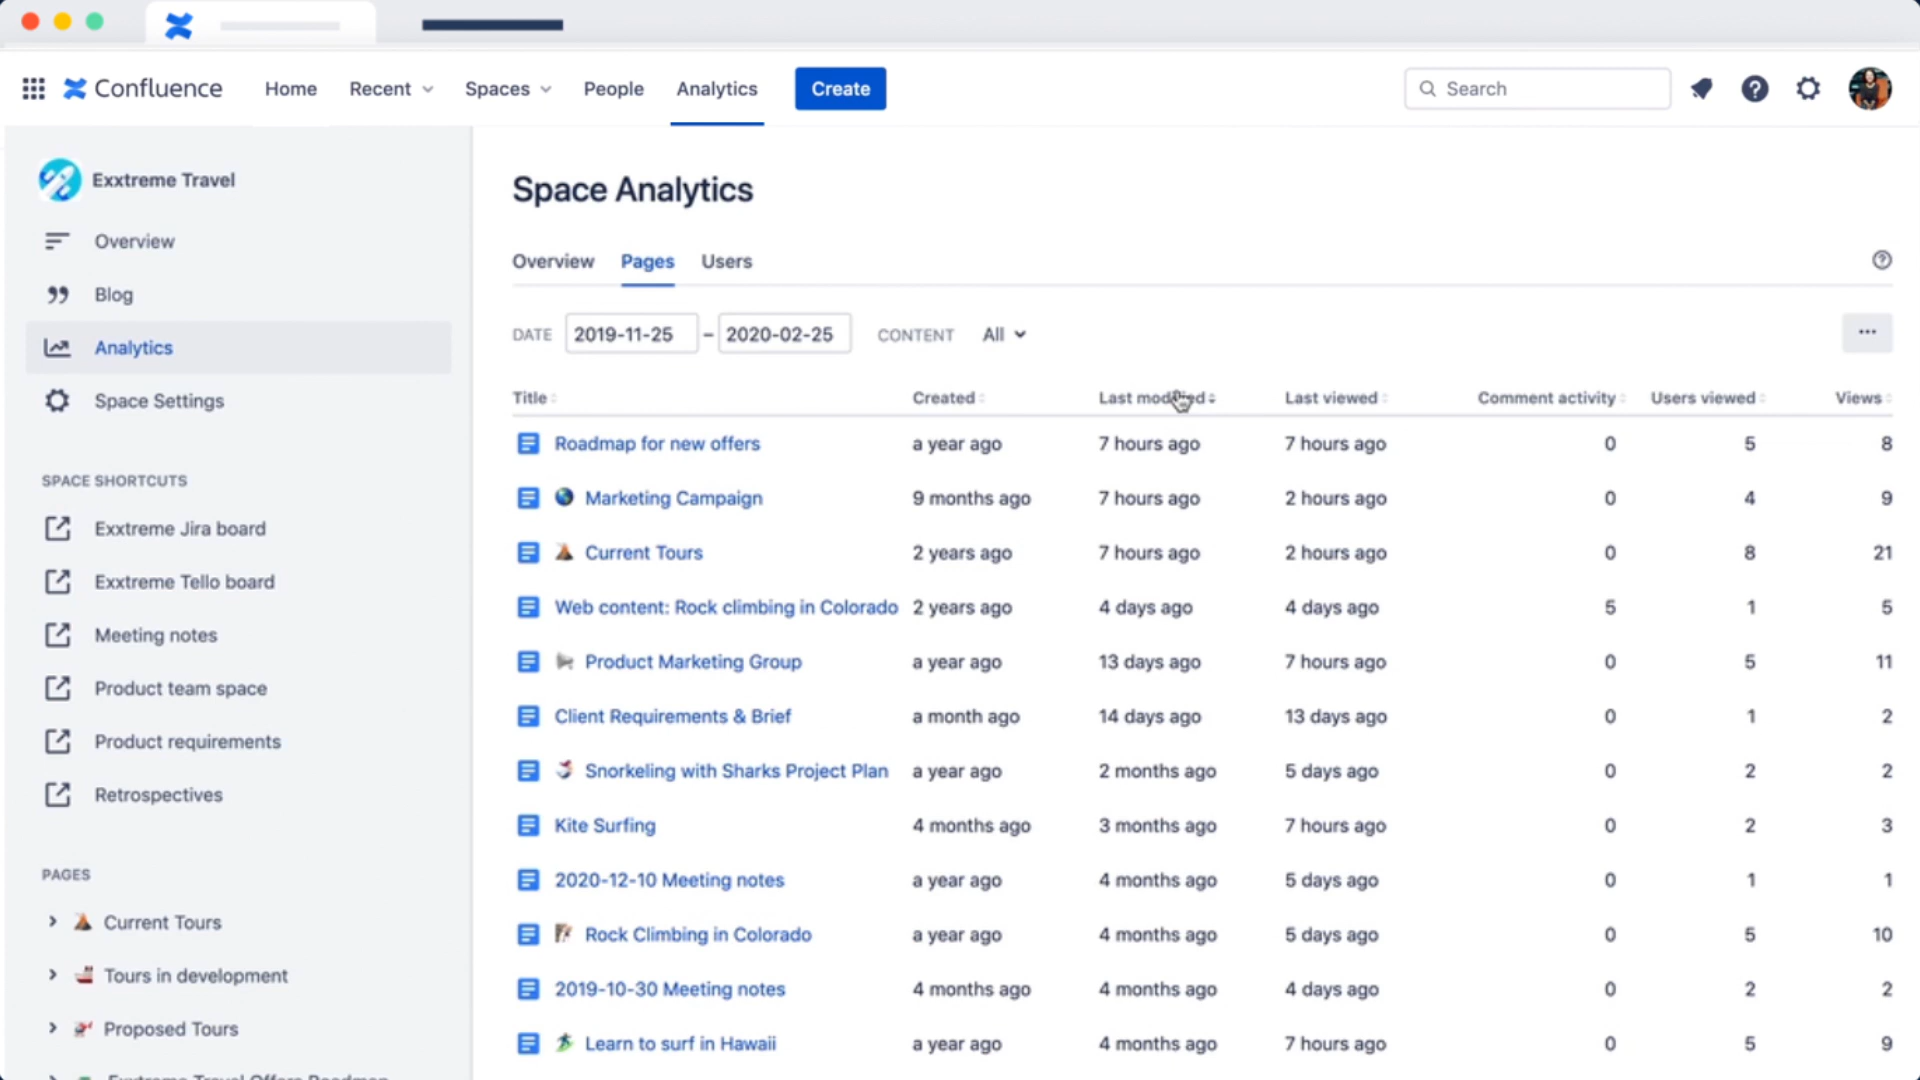 Confluence Home Recent Spaces People Analytics Create Search
Exxtreme Travel
Overview
Blog
Analytics
Space Settings
SPACE SHORTCUTS
Exxtreme Jira board
Exxtreme Tello board
Meeting notes
Product team space
Product requirements
Retrospectives
PAGES
Current Tours
Tours in development
Proposed Tours
Exxtreme Travel Offers Roadmap
Space Analytics
Overview Pages Users
DATE 2019-11-25 – 2020-02-25 CONTENT All
Title Created Last modified Last viewed Comment activity Users viewed Views
Roadmap for new offers a year ago 7 hours ago 7 hours ago 0 5 8
Marketing Campaign 9 months ago 7 hours ago 2 hours ago 0 4 9
Current Tours 2 years ago 7 hours ago 2 hours ago 0 8 21
Web content: Rock climbing in Colorado 2 years ago 4 days ago 4 days ago 5 1 5
Product Marketing Group a year ago 13 days ago 7 hours ago 0 5 11
Client Requirements & Brief a month ago 14 days ago 13 days ago 0 1 2
Snorkeling with Sharks Project Plan a year ago 2 months ago 5 days ago 0 2 2
Kite Surfing 4 months ago 3 months ago 7 hours ago 0 2 3
2020-12-10 Meeting notes a year ago 4 months ago 5 days ago 0 1 1
Rock Climbing in Colorado a year ago 4 months ago 5 days ago 0 5 10
2019-10-30 Meeting notes 4 months ago 4 months ago 4 days ago 0 2 2
Learn to surf in Hawaii a year ago 4 months ago 7 hours ago 0 5 9